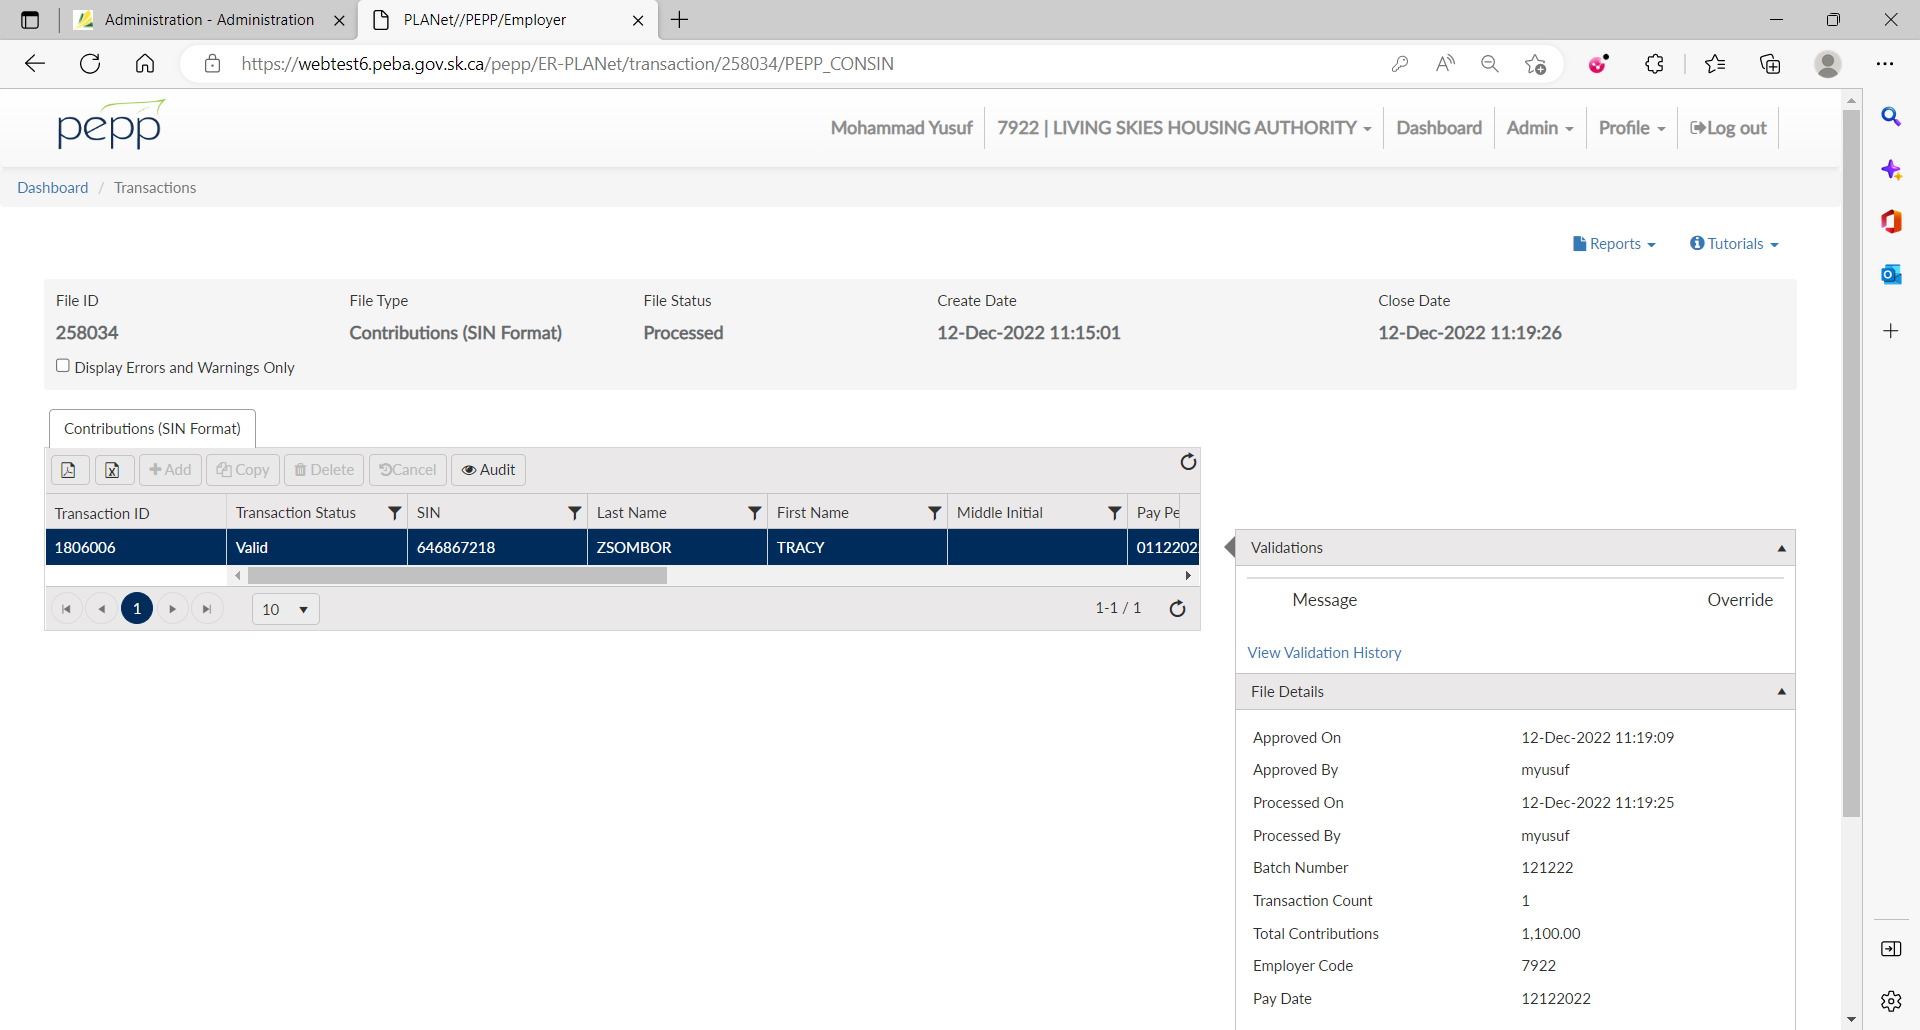 Administration - Administration
PLANet//PEPP/Employer
https://webtest6.peba.gov.sk.ca/pepp/ER-PLANet/transaction/258034/PEPP_CONSIN
pepp
Mohammad Yusuf
7922 | LIVING SKIES HOUSING AUTHORITY
Dashboard
Admin
Profile
Log out
Dashboard / Transactions
Reports
Tutorials
File ID
File Type
File Status
Create Date
Close Date
258034
Contributions (SIN Format)
Processed
12-Dec-2022 11:15:01
12-Dec-2022 11:19:26
Display Errors and Warnings Only
Contributions (SIN Format)
Add
Copy
Delete
Cancel
Audit
Transaction ID
Transaction Status
SIN
Last Name
First Name
Middle Initial
Pay Pe
1806006
Valid
646867218
ZSOMBOR
TRACY
0112202
1
10
1-1 / 1
Validations
Message
Override
View Validation History
File Details
Approved On 12-Dec-2022 11:19:09
Approved By myusuf
Processed On 12-Dec-2022 11:19:25
Processed By myusuf
Batch Number 121222
Transaction Count 1
Total Contributions 1,100.00
Employer Code 7922
Pay Date 12122022